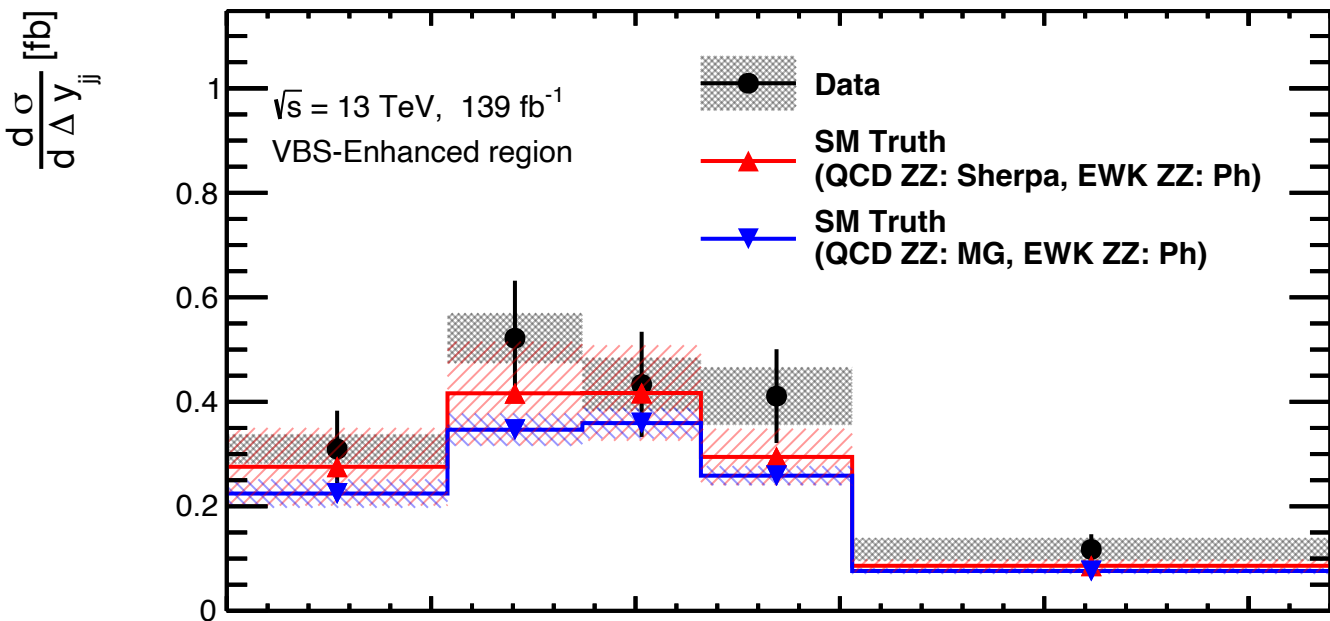 d σ
d Δ y_jj [fb]
1
0.8
0.6
0.4
0.2
0
√s = 13 TeV, 139 fb⁻¹
VBS-Enhanced region
Data
SM Truth
(QCD ZZ: Sherpa, EWK ZZ: Ph)
SM Truth
(QCD ZZ: MG, EWK ZZ: Ph)